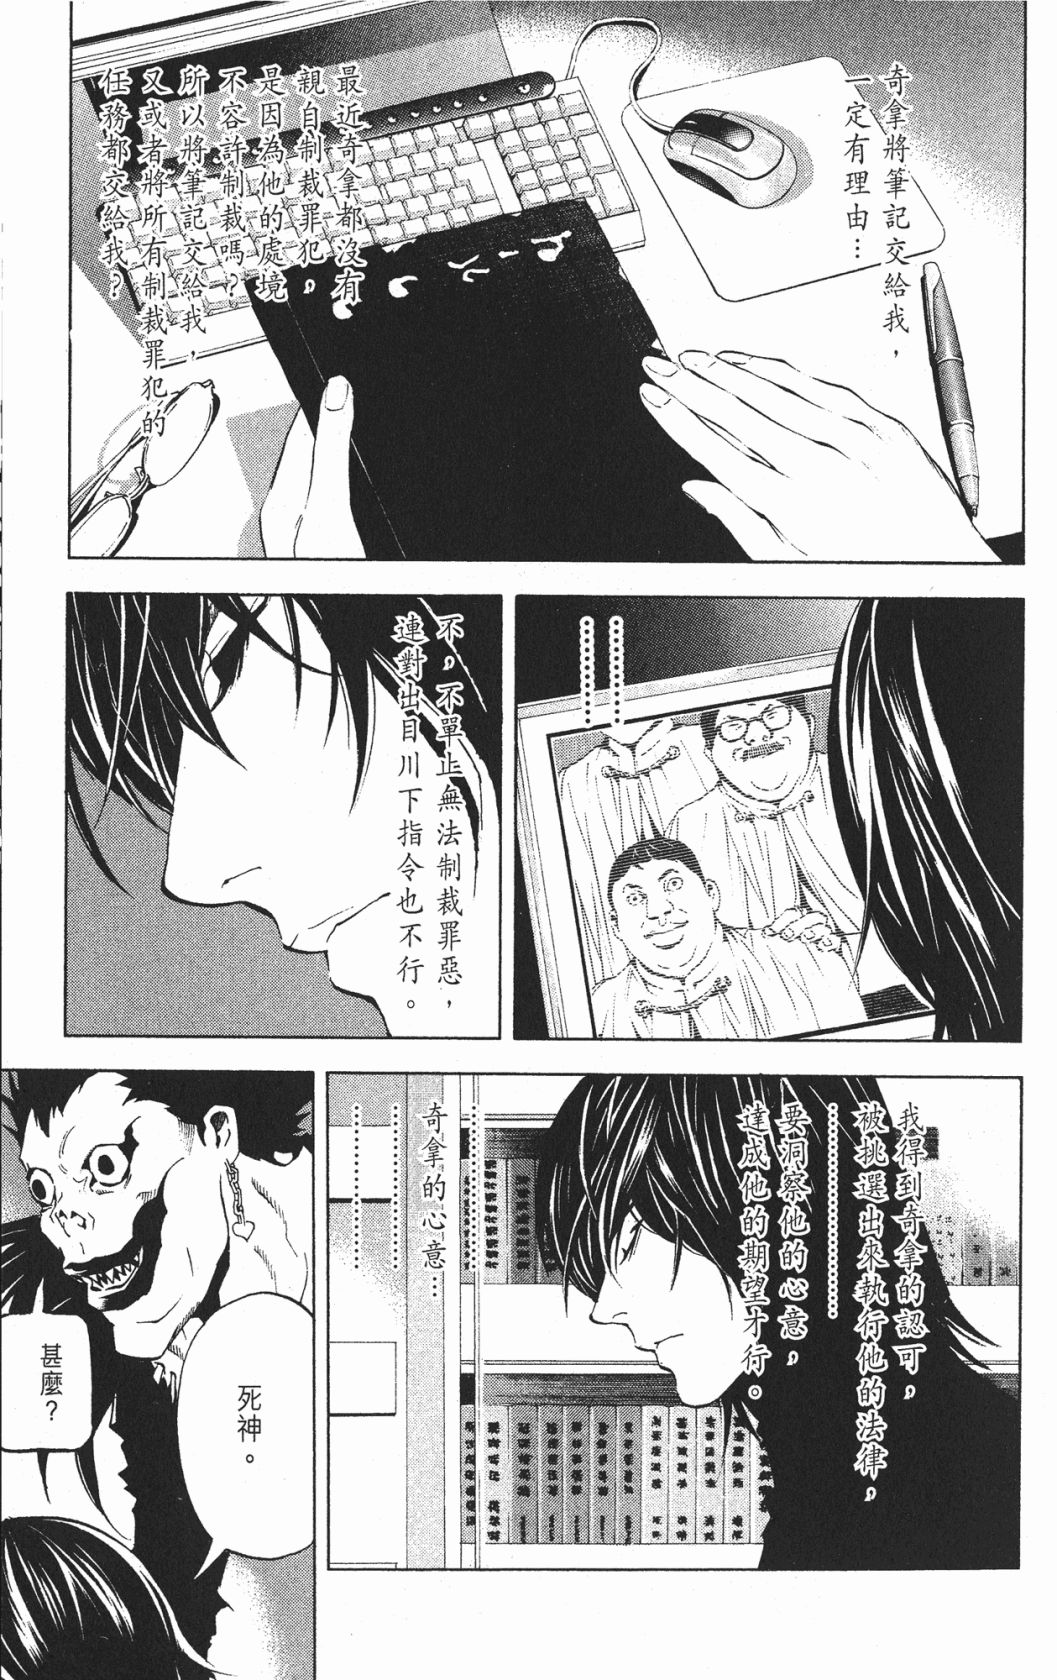 奇拿將筆記交給我，
一定有理由…
最近奇拿都沒有
親自制裁罪犯，
是因為他的處境
不容許制裁嗎？
所以將筆記交給我，
又或者將所有制裁罪犯的
任務都交給我？
………………
………………
不，不單止無法制裁罪惡，
連對出目川下指令也不行。
我得到奇拿的認可，
被挑選出來執行他的法律，
………………
要洞察他的心意，
達成他的期望才行。
………………
奇拿的心意…
………………
………………
死神。
甚麼？